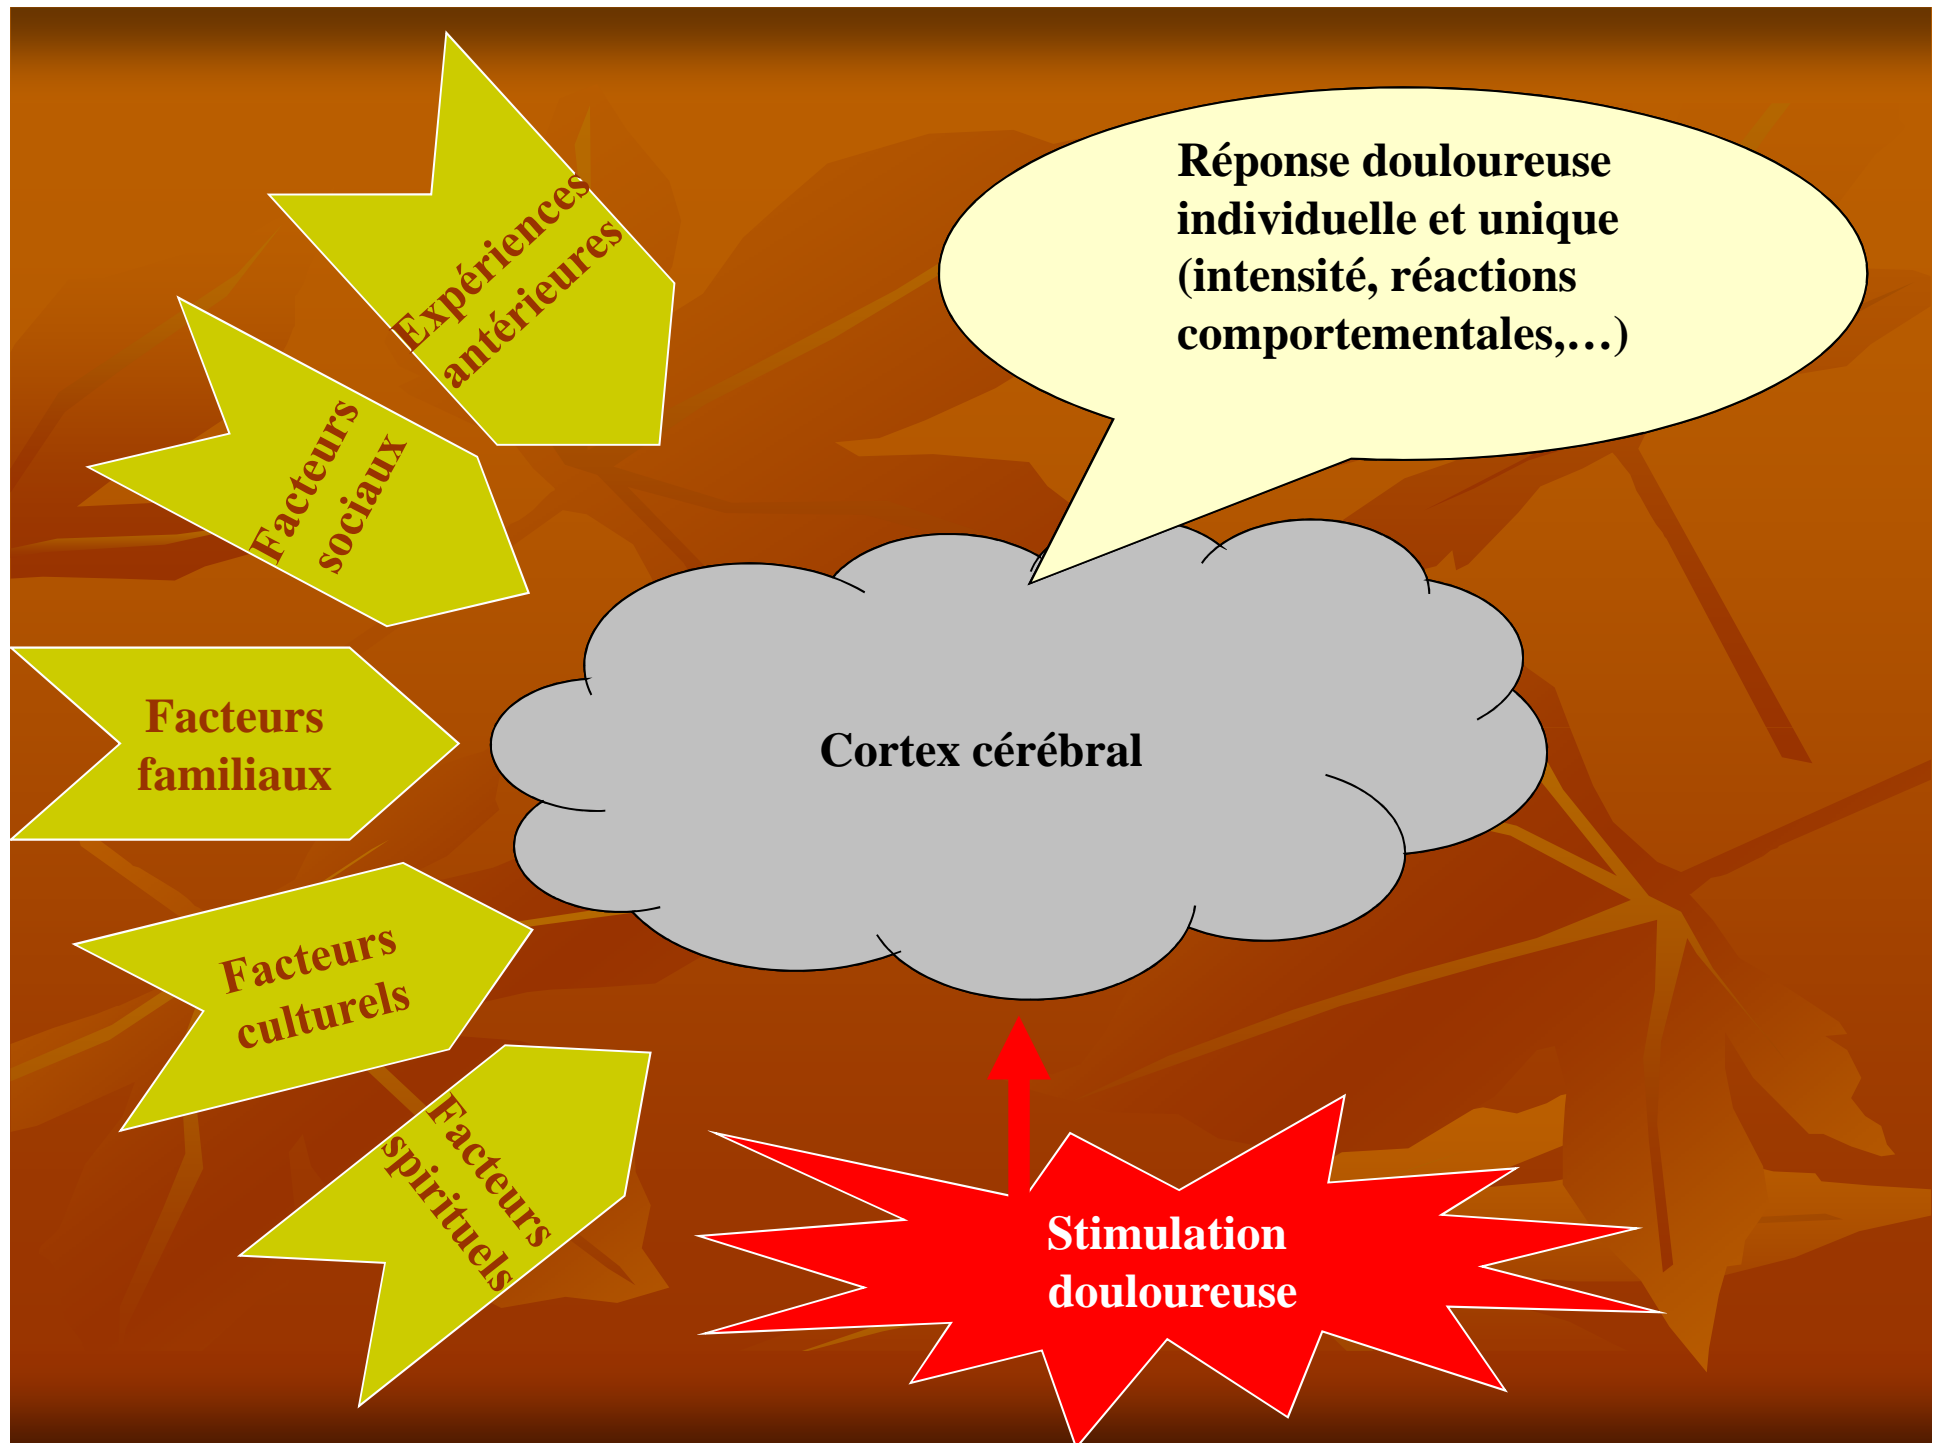 Expériences
antérieures
Réponse douloureuse
individuelle et unique
(intensité, réactions
comportementales,…)
Facteurs
sociaux
Facteurs
familiaux
Cortex cérébral
Facteurs
culturels
Facteurs
spirituels
Stimulation
douloureuse